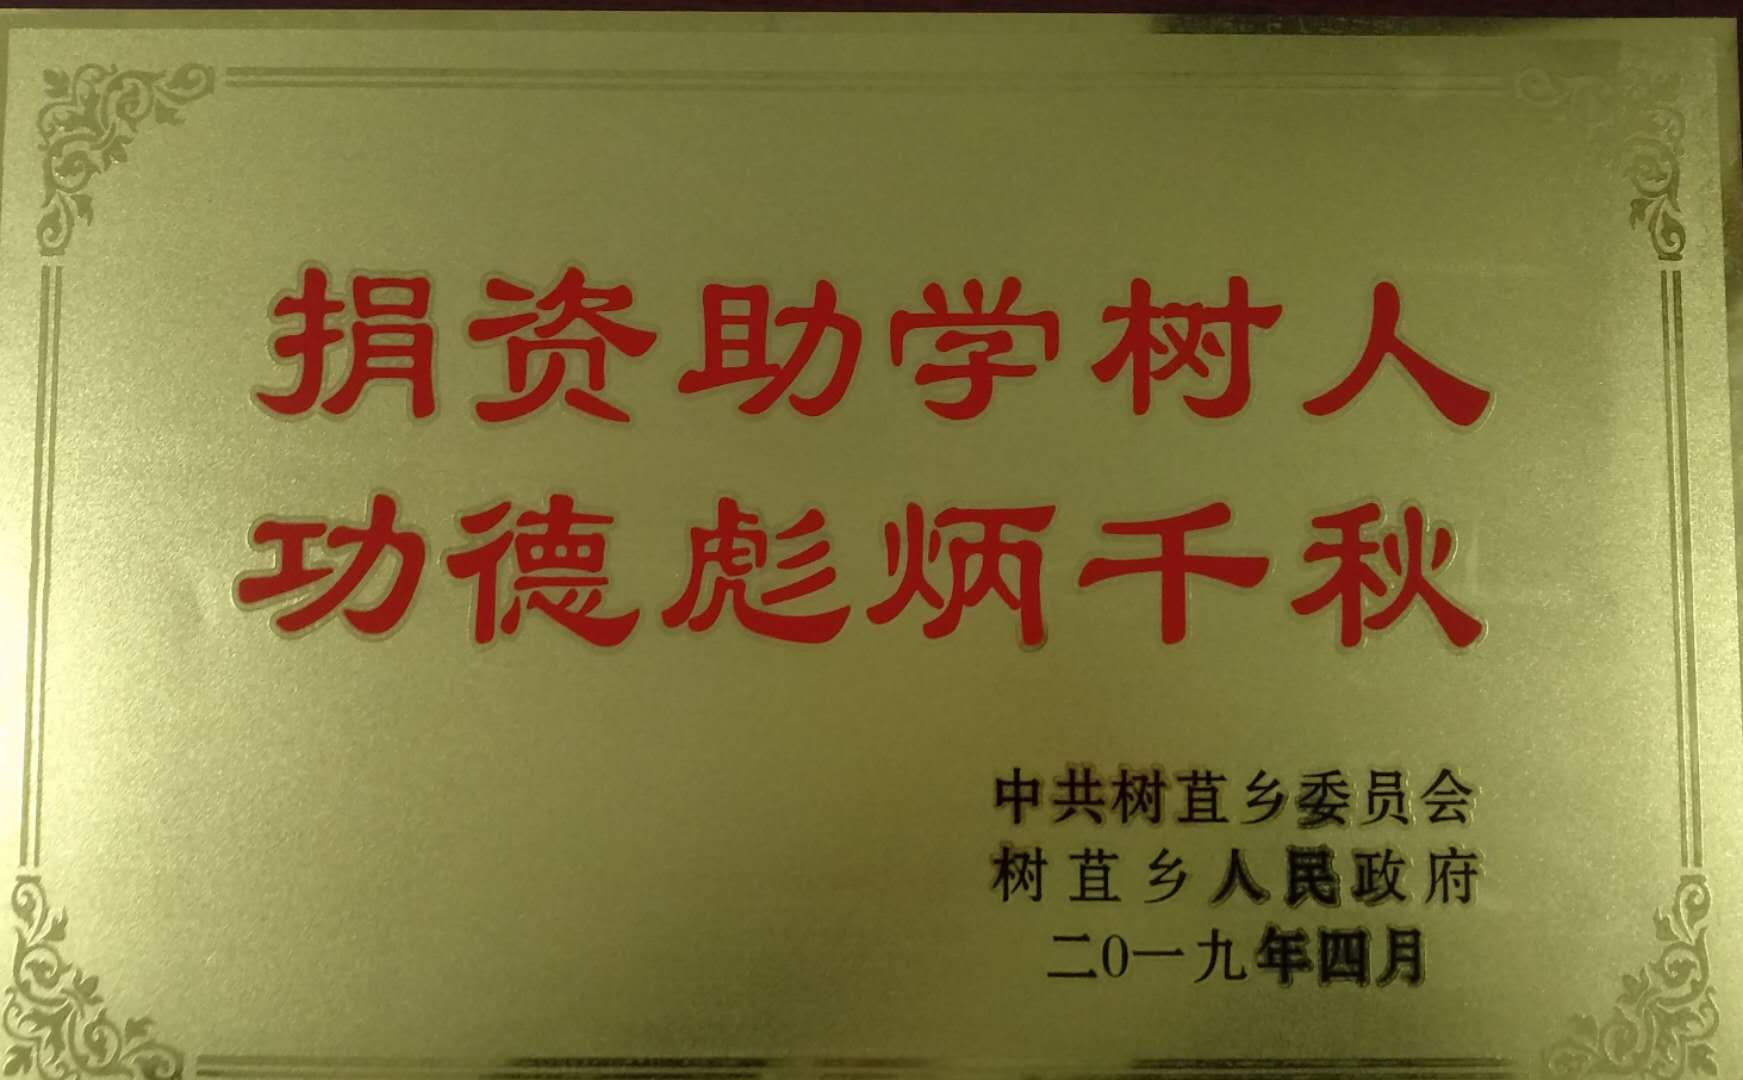 捐资助学树人
功德彪炳千秋
中共树苴乡委员会
树苴乡人民政府
二〇一九年四月